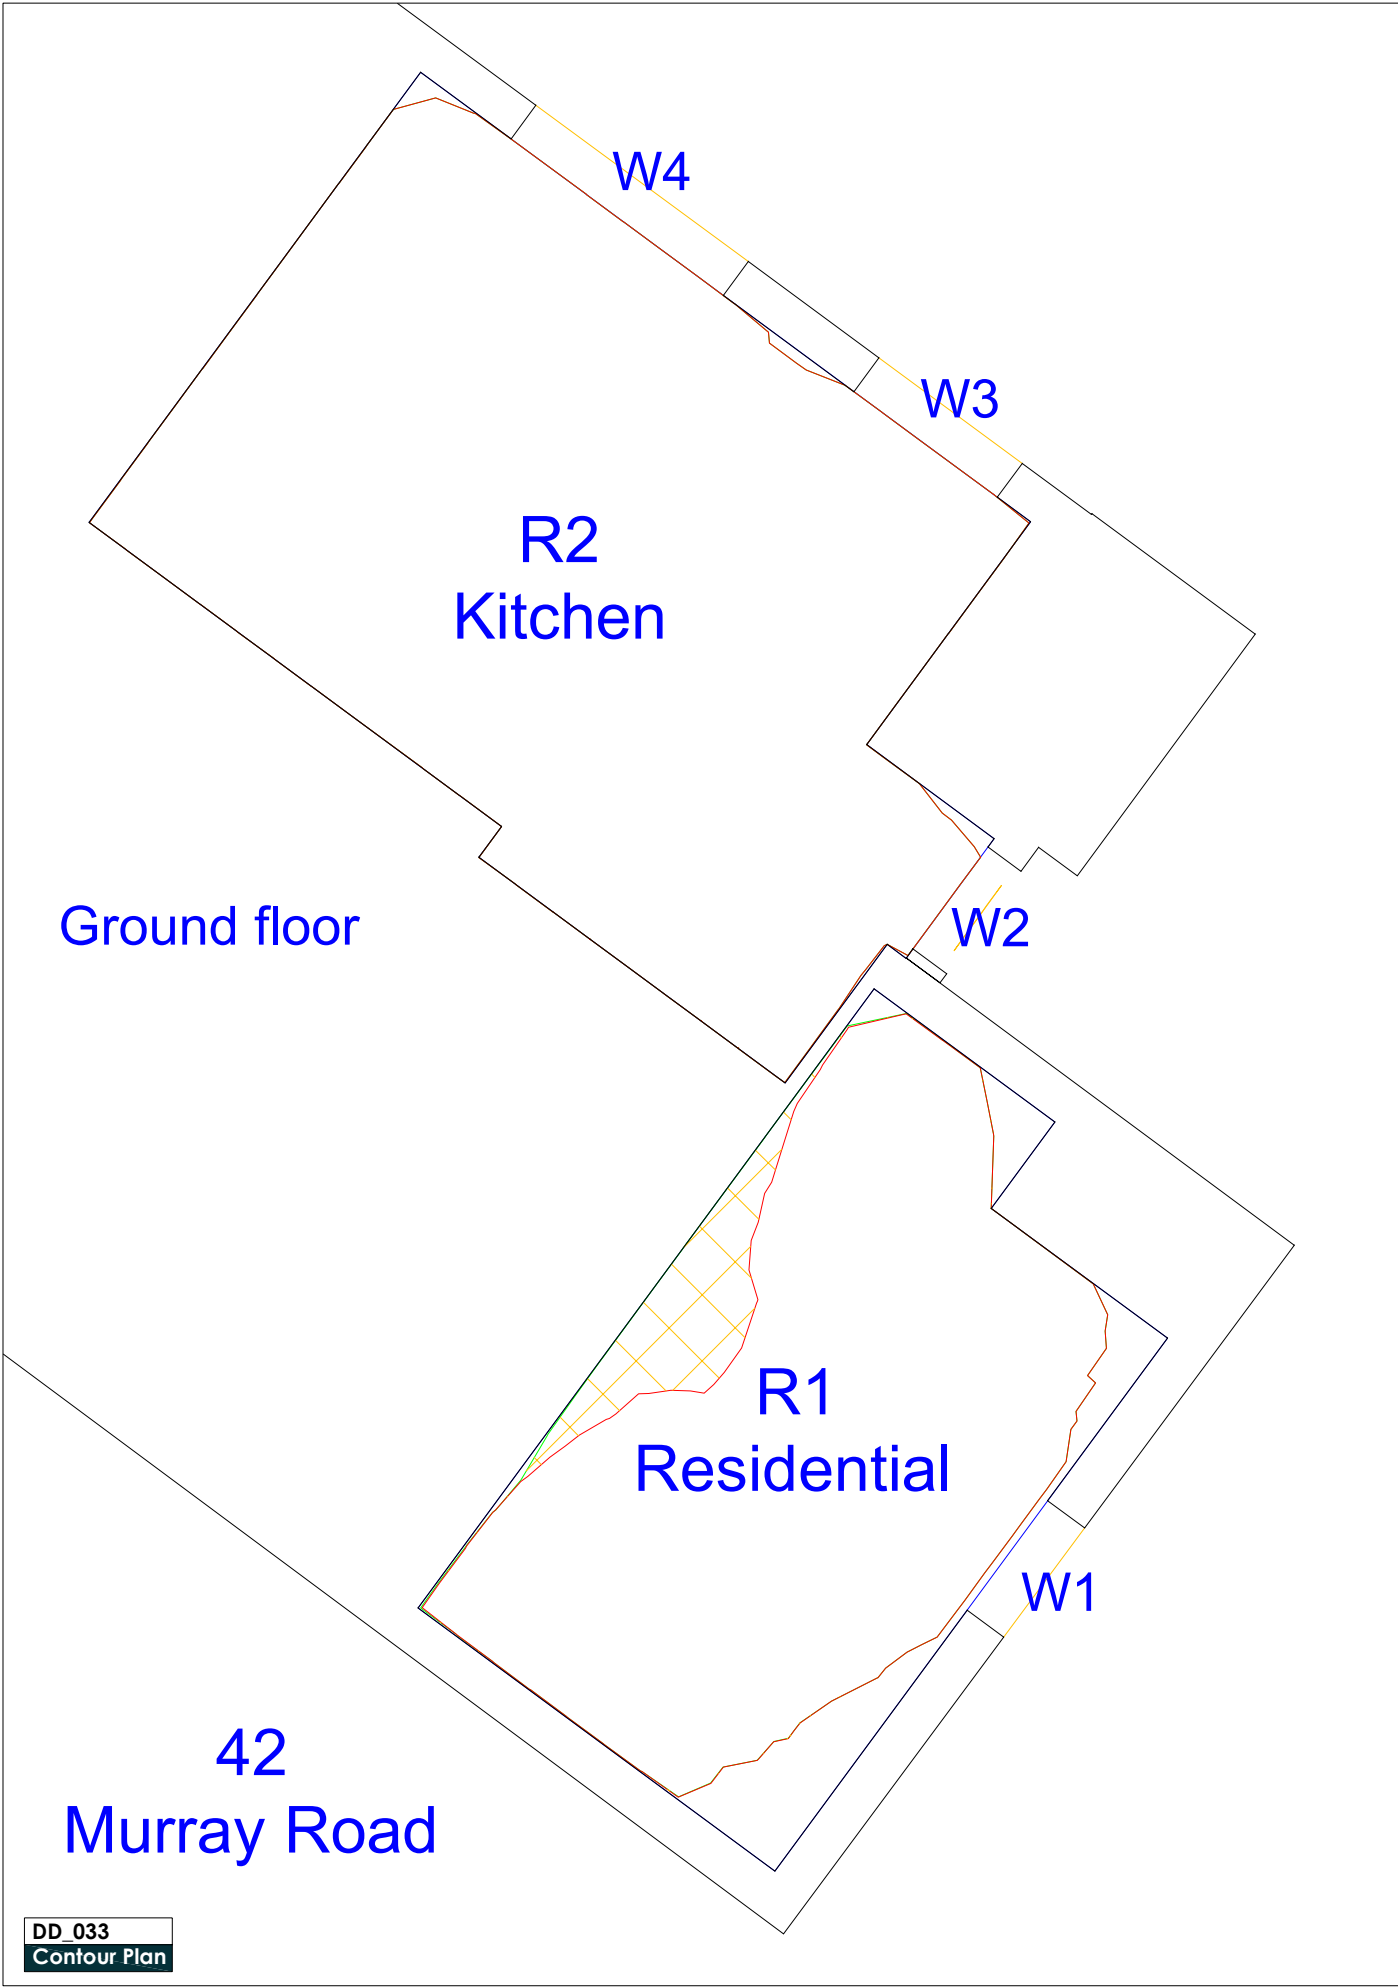 W4
W3
R2
Kitchen
Ground floor
W2
R1
Residential
W1
42
Murray Road
DD_033
Contour Plan